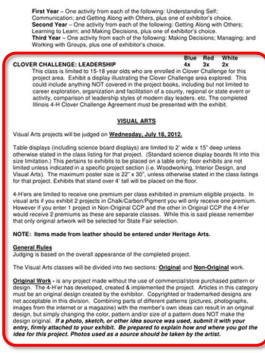 First Year – One activity from each of the following: Understanding Self;
Communication; and Getting Along with Others, plus one of exhibitor's choice.
Second Year – One activity from each of the following: Getting Along with Others;
Learning to Learn; and Making Decisions, plus one of exhibitor's choice.
Third Year – One activity from each of the following: Making Decisions; Managing; and
Working with Groups, plus one of exhibitor's choice.
Blue Red White
CLOVER CHALLENGE: LEADERSHIP 4x 3x 2x
This class is limited to 15-18 year olds who are enrolled in Clover Challenge for this
project area. Exhibit a display illustrating the Clover Challenge area explored. This
could include anything NOT covered in the project books, including but not limited to
career exploration, organization and facilitation of a county, regional or state event or
activity, comparison of leadership styles of modern day leaders. etc. The completed
Illinois 4-H Clover Challenge Agreement must be presented with the exhibit.
VISUAL ARTS
Visual Arts projects will be judged on Wednesday, July 18, 2012.
Table displays (including science board displays) are limited to 2' wide x 15" deep unless
otherwise stated in the class listing for that project. (Standard science display boards fit into this
size limitation.) This pertains to exhibits to be placed on a table only; floor exhibits are not
limited unless indicated in a specific project section (i.e. Woodworking, Interior Design, and
Visual Arts). The maximum poster size is 22" x 30", unless otherwise stated in the class listings
for that project. Exhibits that stand over 4' tall will be placed on the floor.
4-H'ers are limited to receive one premium per class exhibited in premium eligible projects. In
visual arts if you exhibit 2 projects in Chalk/Carbon/Pigment you will only receive one premium.
However if you enter 1 project in Non-Original CCP and the other in Original CCP the 4-H'er
would receive 2 premiums as these are separate classes. While this is said please remember
that only original artwork will be selected for State Fair selection.
NOTE: Items made from leather should be entered under Heritage Arts.
General Rules
Judging is based on the overall appearance of the completed project.
The Visual Arts classes will be divided into two sections: Original and Non-Original work.
Original Work - is any project made without the use of commercial/store purchased pattern or
design. The 4-H'er has developed, created & implemented the project. Articles in this category
must be an original design created by the exhibitor. Copyrighted or trademarked designs are
not acceptable in this division. Combining parts of different patterns (pictures, photographs,
images from the internet or a magazine) with the member's own ideas can result in an original
design, but simply changing the color, pattern and/or size of a pattern does NOT make the
design original. If a photo, sketch, or other idea source was used, submit it with your
entry, firmly attached to your exhibit. Be prepared to explain how and where you got the
idea for this project. Photos used as a source should be taken by the artist.